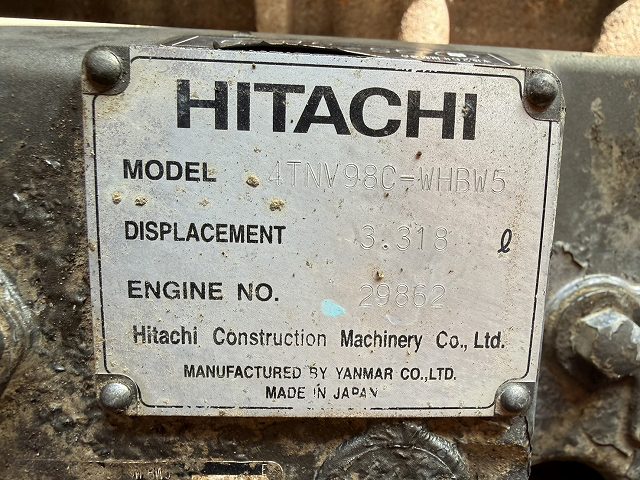 HITACHI
MODEL 4TNV98C-WHBW5
DISPLACEMENT 3.318 ℓ
ENGINE NO. 29862
Hitachi Construction Machinery Co., Ltd.
MANUFACTURED BY YANMAR CO.,LTD.
MADE IN JAPAN